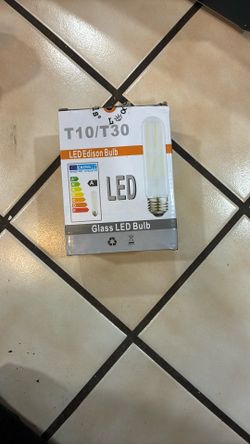 T10/T30
LED Edison Bulb
A
LED
Glass LED Bulb